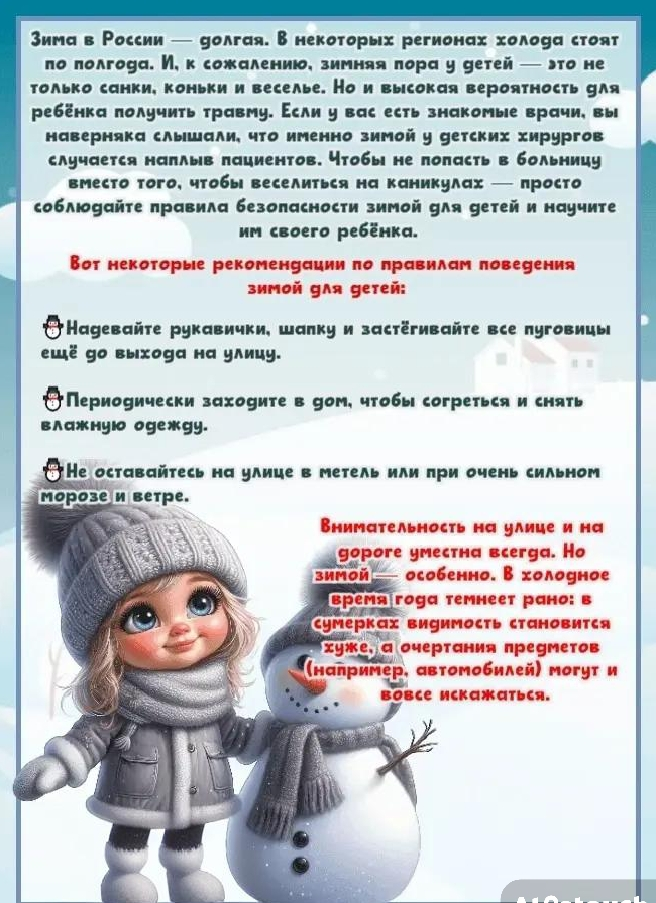 Зима в России — долгая. В некоторых регионах холода стоят
по полгода. И, к сожалению, зимняя пора у детей — это не
только санки, коньки и веселье. Но и высокая вероятность для
ребёнка получить травму. Если у вас есть знакомые врачи, вы
наверняка слышали, что именно зимой у детских хирургов
случается наплыв пациентов. Чтобы не попасть в больницу
вместо того, чтобы веселиться на каникулах — просто
соблюдайте правила безопасности зимой для детей и научите
им своего ребёнка.
Вот некоторые рекомендации по правилам поведения
зимой для детей:
Надевайте рукавички, шапку и застёгивайте все пуговицы
ещё до выхода на улицу.
Периодически заходите в дом, чтобы согреться и снять
влажную одежду.
Не оставайтесь на улице в метель или при очень сильном
морозе и ветре.
Внимательность на улице и на
дороге уместна всегда. Но
зимой — особенно. В холодное
время года темнеет рано: в
сумерках видимость становится
хуже, а очертания предметов
(например, автомобилей) могут и
вовсе искажаться.